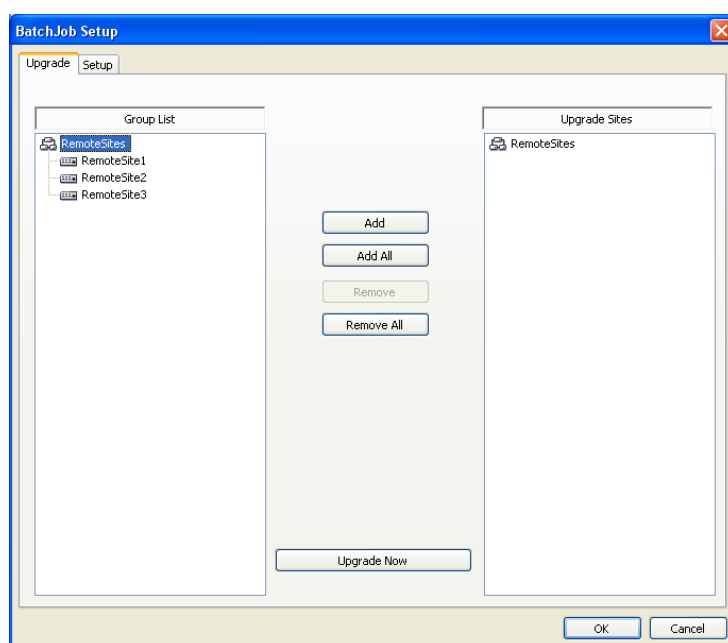 BatchJob Setup
Upgrade
Setup
Group List
Upgrade Sites
RemoteSites
RemoteSite1
RemoteSite2
RemoteSite3
RemoteSites
Add
Add All
Remove
Remove All
Upgrade Now
OK
Cancel